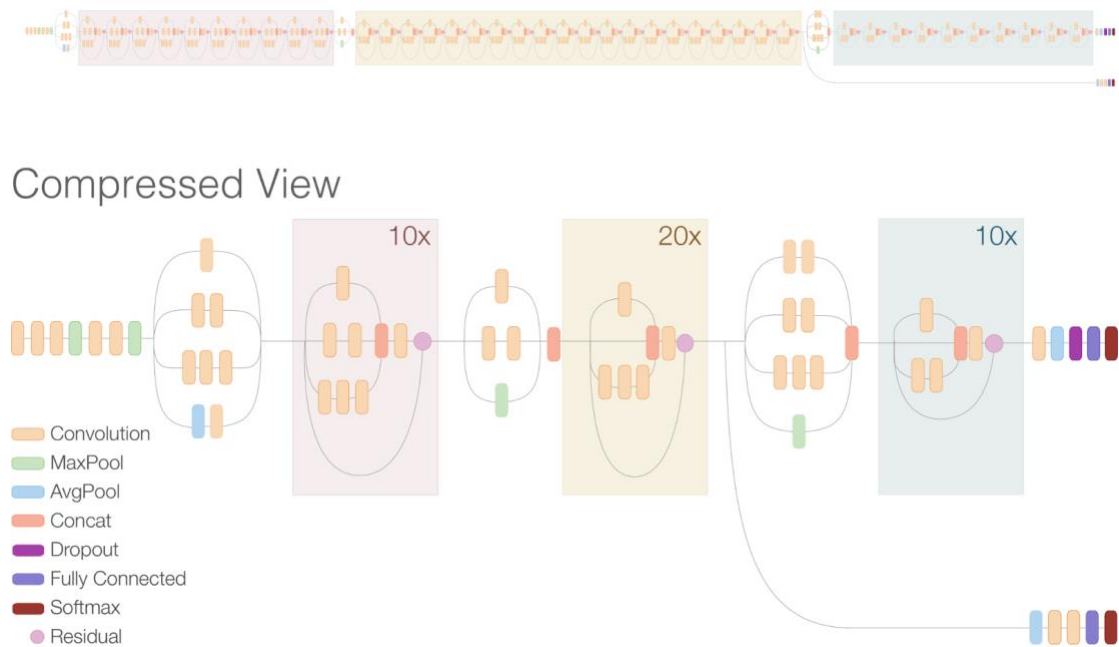 Compressed View
10x
20x
10x
Convolution
MaxPool
AvgPool
Concat
Dropout
Fully Connected
Softmax
Residual